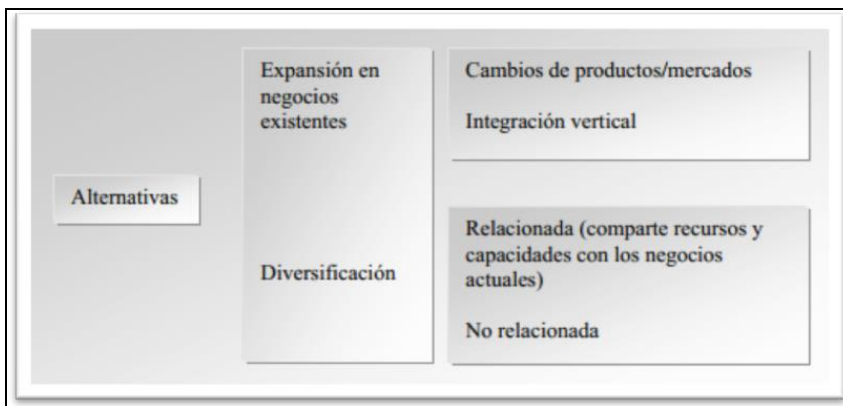 Alternativas
Expansión en
negocios
existentes
Diversificación
Cambios de productos/mercados
Integración vertical
Relacionada (comparte recursos y
capacidades con los negocios
actuales)
No relacionada